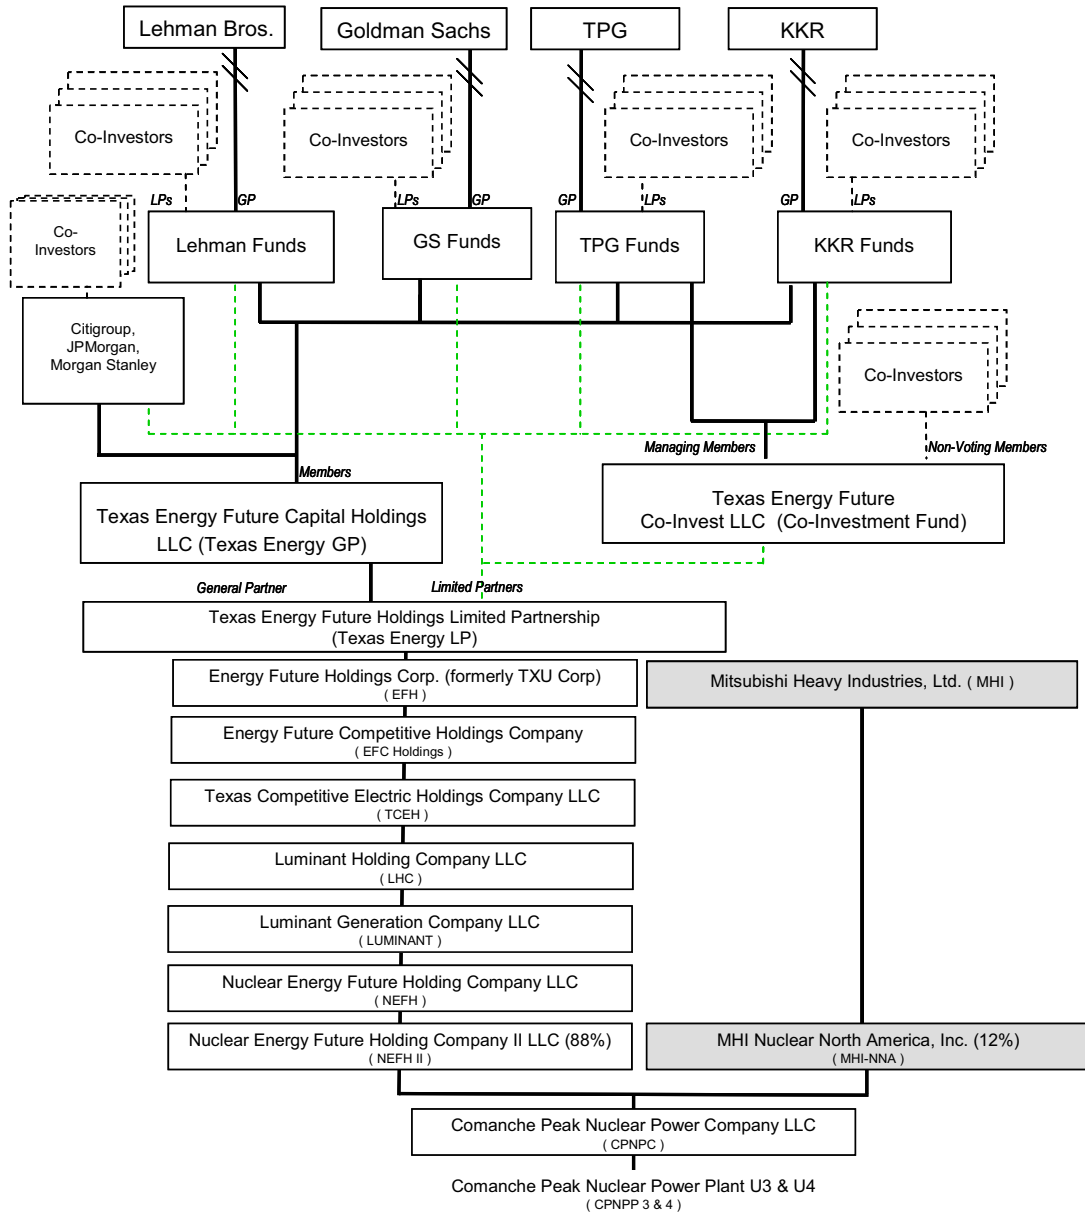 Lehman Bros.
Goldman Sachs
TPG
KKR
Co-Investors
Co-Investors
Co-Investors
Co-Investors
LPs
GP
LPs
GP
GP
LPs
GP
LPs
Co-
Investors
Lehman Funds
GS Funds
TPG Funds
KKR Funds
Citigroup,
JPMorgan,
Morgan Stanley
Co-Investors
Managing Members
Non-Voting Members
Members
Texas Energy Future Capital Holdings
LLC (Texas Energy GP)
Texas Energy Future
Co-Invest LLC (Co-Investment Fund)
General Partner
Limited Partners
Texas Energy Future Holdings Limited Partnership
(Texas Energy LP)
Energy Future Holdings Corp. (formerly TXU Corp)
( EFH )
Mitsubishi Heavy Industries, Ltd. ( MHI )
Energy Future Competitive Holdings Company
( EFC Holdings )
Texas Competitive Electric Holdings Company LLC
( TCEH )
Luminant Holding Company LLC
( LHC )
Luminant Generation Company LLC
( LUMINANT )
Nuclear Energy Future Holding Company LLC
( NEFH )
Nuclear Energy Future Holding Company II LLC (88%)
( NEFH II )
MHI Nuclear North America, Inc. (12%)
( MHI-NNA )
Comanche Peak Nuclear Power Company LLC
( CPNPC )
Comanche Peak Nuclear Power Plant U3 & U4
( CPNPP 3 & 4 )